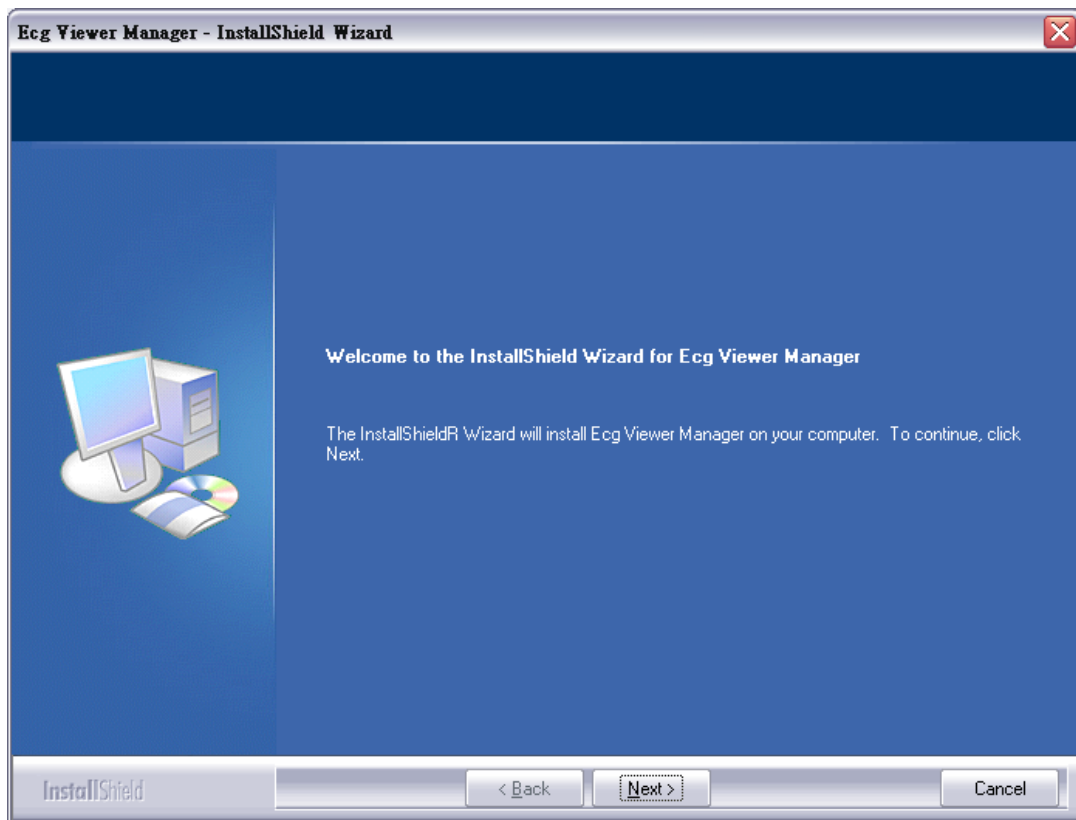 Ecg Viewer Manager - InstallShield Wizard
Welcome to the InstallShield Wizard for Ecg Viewer Manager
The InstallShieldR Wizard will install Ecg Viewer Manager on your computer. To continue, click
Next.
InstallShield
< Back
Next >
Cancel